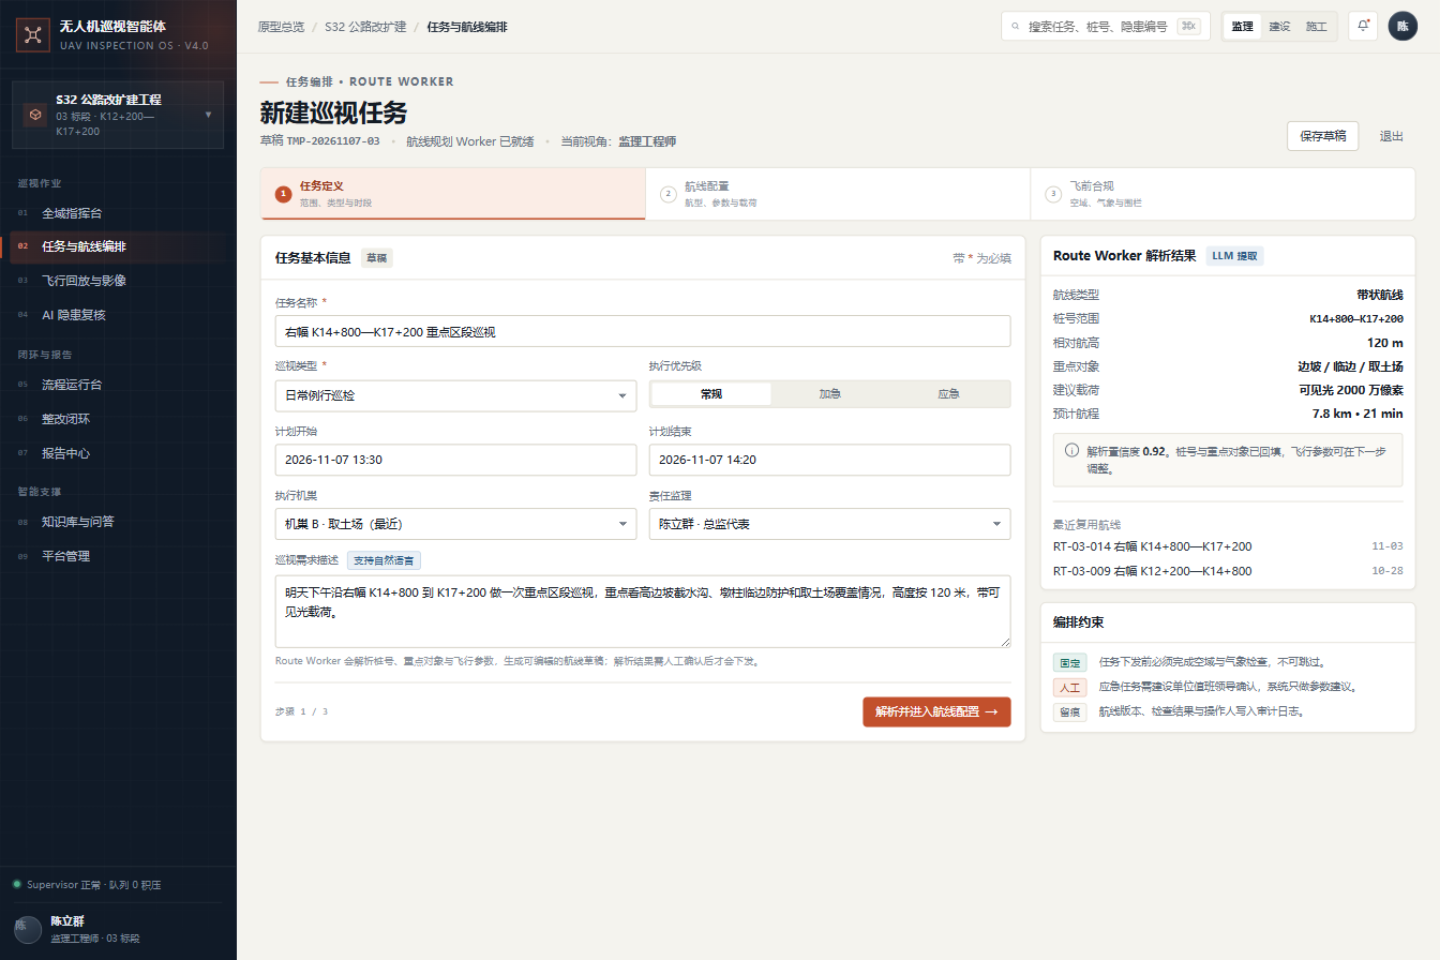 无人机巡视智能体
UAV INSPECTION OS · V4.0
S32 公路改扩建工程
03 标段 · K12+200—
K17+200
巡视作业
01 全域指挥台
02 任务与航线编排
03 飞行回放与影像
04 AI 隐患复核
闭环与报告
05 流程运行台
06 整改闭环
07 报告中心
智能支撑
08 知识库与问答
09 平台管理
Supervisor 正常 · 队列 0 积压
陈
陈立群
监理工程师 · 03 标段
原型总览 / S32 公路改扩建 / 任务与航线编排
搜索任务、桩号、隐患编号 ⌘K
监理 建设 施工
陈
任务编排 • ROUTE WORKER
新建巡视任务
草稿 TMP-20261107-03 · 航线规划 Worker 已就绪 · 当前视角：监理工程师
保存草稿 退出
1 任务定义
范围、类型与时段
2 航线配置
航型、参数与载荷
3 飞前合规
空域、气象与围栏
任务基本信息 草稿 带 * 为必填
任务名称 *
右幅 K14+800—K17+200 重点区段巡视
巡视类型 * 执行优先级
日常例行巡检 常规 加急 应急
计划开始 计划结束
2026-11-07 13:30 2026-11-07 14:20
执行机巢 责任监理
机巢 B · 取土场（最近） 陈立群 · 总监代表
巡视需求描述 支持自然语言
明天下午沿右幅 K14+800 到 K17+200 做一次重点区段巡视，重点看高边坡截水沟、墩柱临边防护和取土场覆盖情况，高度按 120 米，带可
见光载荷。
Route Worker 会解析桩号、重点对象与飞行参数，生成可编辑的航线草稿；解析结果需人工确认后才会下发。
步骤 1 / 3 解析并进入航线配置 →
Route Worker 解析结果 LLM 提取
航线类型 带状航线
桩号范围 K14+800—K17+200
相对航高 120 m
重点对象 边坡 / 临边 / 取土场
建议载荷 可见光 2000 万像素
预计航程 7.8 km • 21 min
解析置信度 0.92。桩号与重点对象已回填，飞行参数可在下一步
调整。
最近复用航线
RT-03-014 右幅 K14+800—K17+200 11-03
RT-03-009 右幅 K12+200—K14+800 10-28
编排约束
固定 任务下发前必须完成空域与气象检查，不可跳过。
人工 应急任务需建设单位值班领导确认，系统只做参数建议。
留痕 航线版本、检查结果与操作人写入审计日志。